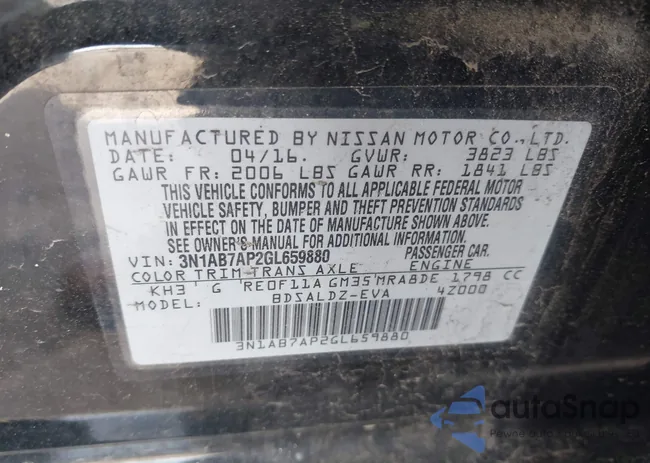 MANUFACTURED BY NISSAN MOTOR CO., LTD.
DATE 04/16. GVWR: 3823 LBS
GAWR FR: 2006 LBS GAWR RR: 1841 LBS
THIS VEHICLE CONFORMS TO ALL APPLICABLE FEDERAL MOTOR
VEHICLE SAFETY, BUMPER AND THEFT PREVENTION STANDARDS
IN EFFECT ON THE DATE OF MANUFACTURE SHOWN ABOVE.
SEE OWNER'S MANUAL FOR ADDITIONAL INFORMATION.
VIN: 3N1AB7AP2GL659880 PASSENGER CAR.
COLOR TRIM TRANS AXLE ENGINE
KH3 G RE0F11A GM35 MRA8DE 1798 CC
BDSALDZ-EVA 4Z000
3N1AB7AP2GL659880
autoSnap